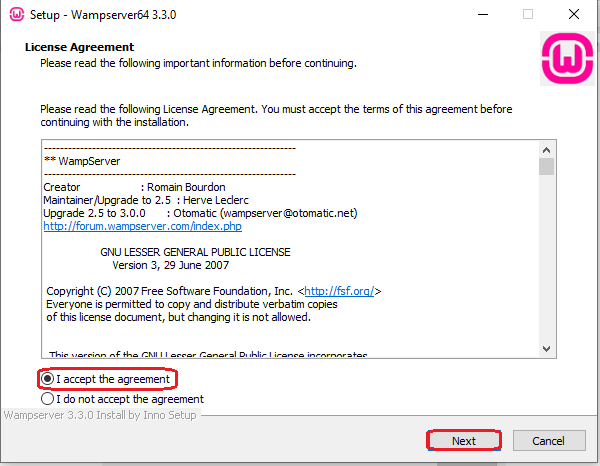 Setup - Wampserver64 3.3.0
License Agreement
Please read the following important information before continuing.
Please read the following License Agreement. You must accept the terms of this agreement before
continuing with the installation.
----------------------------------------------------------------
** WampServer
----------------------------------------------------------------
Creator : Romain Bourdon
Maintainer/Upgrade to 2.5 : Herve Leclerc
Upgrade 2.5 to 3.0.0 : Otomatic (wampserver@otomatic.net)
http://forum.wampserver.com/index.php
GNU LESSER GENERAL PUBLIC LICENSE
Version 3, 29 June 2007
Copyright (C) 2007 Free Software Foundation, Inc. <http://fsf.org/>
Everyone is permitted to copy and distribute verbatim copies
of this license document, but changing it is not allowed.
This version of the GNU Lesser General Public License incorporates
I accept the agreement
I do not accept the agreement
Wampserver 3.3.0 Install by Inno Setup
Next Cancel